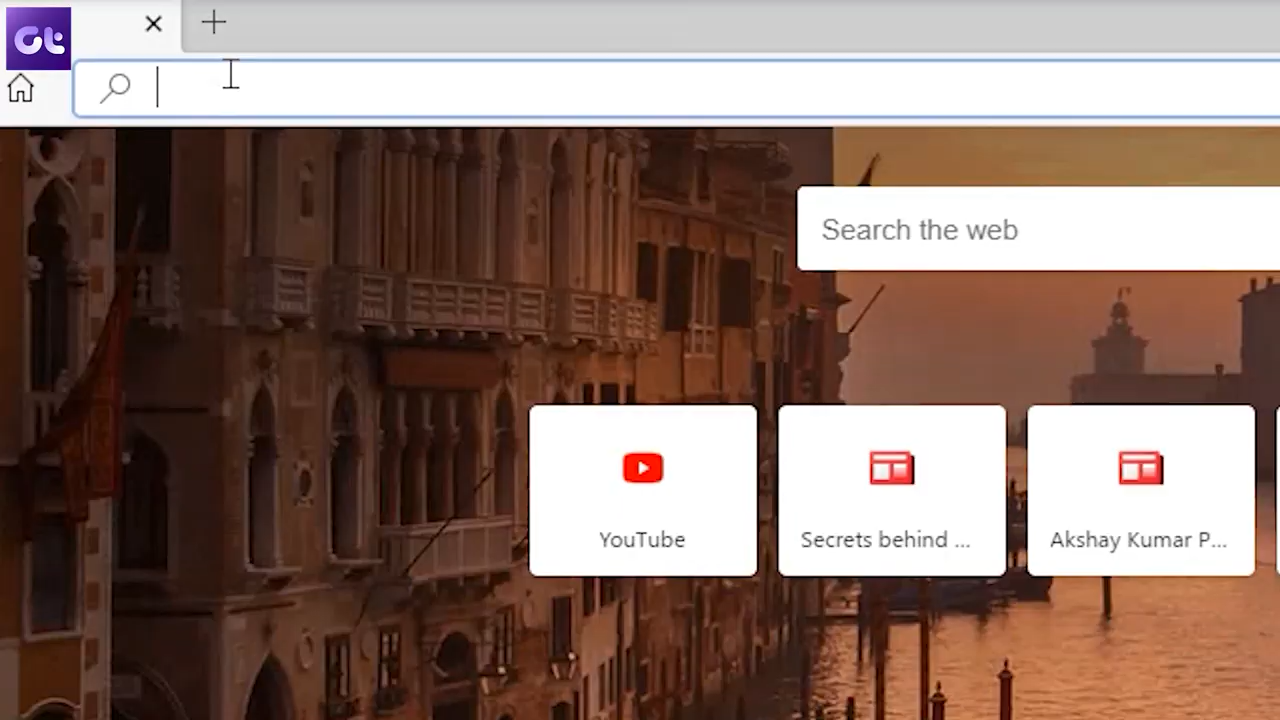 Gt
Search the web
YouTube
Secrets behind ...
Akshay Kumar P...